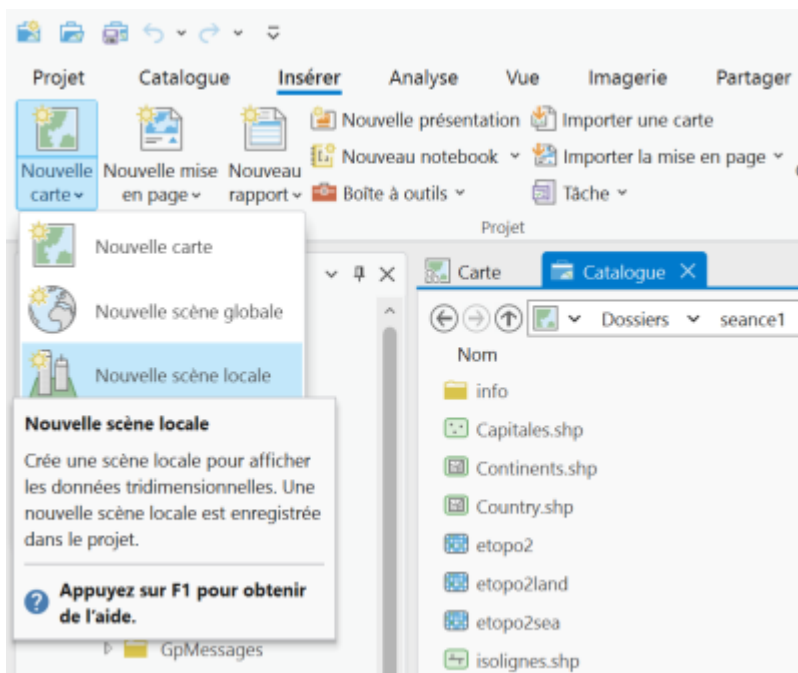 Projet Catalogue Insérer Analyse Vue Imagerie Partager
Nouvelle carte
Nouvelle mise en page
Nouveau rapport
Nouvelle présentation
Importer une carte
Nouveau notebook
Importer la mise en page
Boîte à outils
Tâche
Projet
Nouvelle carte
Nouvelle scène globale
Nouvelle scène locale
Nouvelle scène locale
Crée une scène locale pour afficher
les données tridimensionnelles. Une
nouvelle scène locale est enregistrée
dans le projet.
Appuyez sur F1 pour obtenir
de l'aide.
GpMessages
Carte Catalogue
Dossiers seance1
Nom
info
Capitales.shp
Continents.shp
Country.shp
etopo2
etopo2land
etopo2sea
isolignes.shp